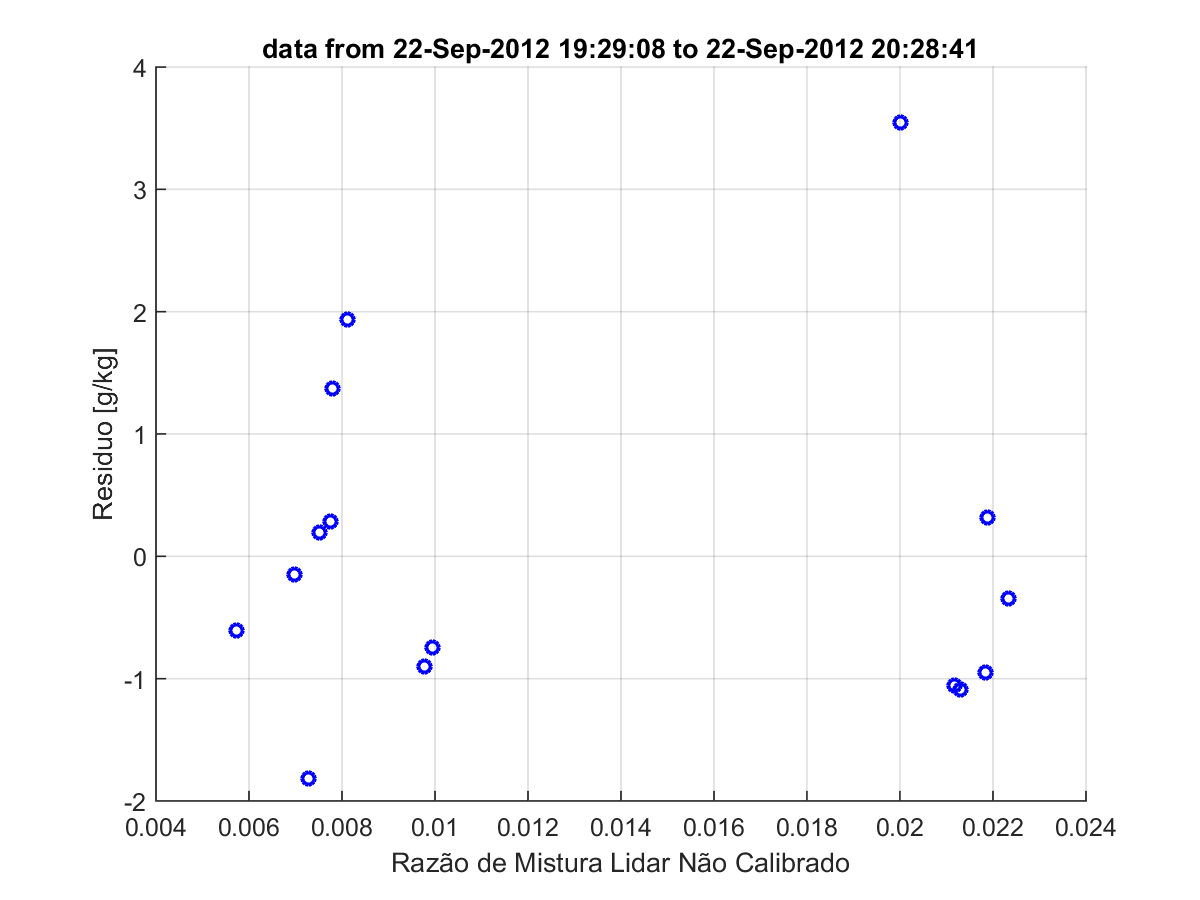 data from 22-Sep-2012 19:29:08 to 22-Sep-2012 20:28:41
4
3
2
1
0
-1
-2
Residuo [g/kg]
0.004 0.006 0.008 0.01 0.012 0.014 0.016 0.018 0.02 0.022 0.024
Razão de Mistura Lidar Não Calibrado